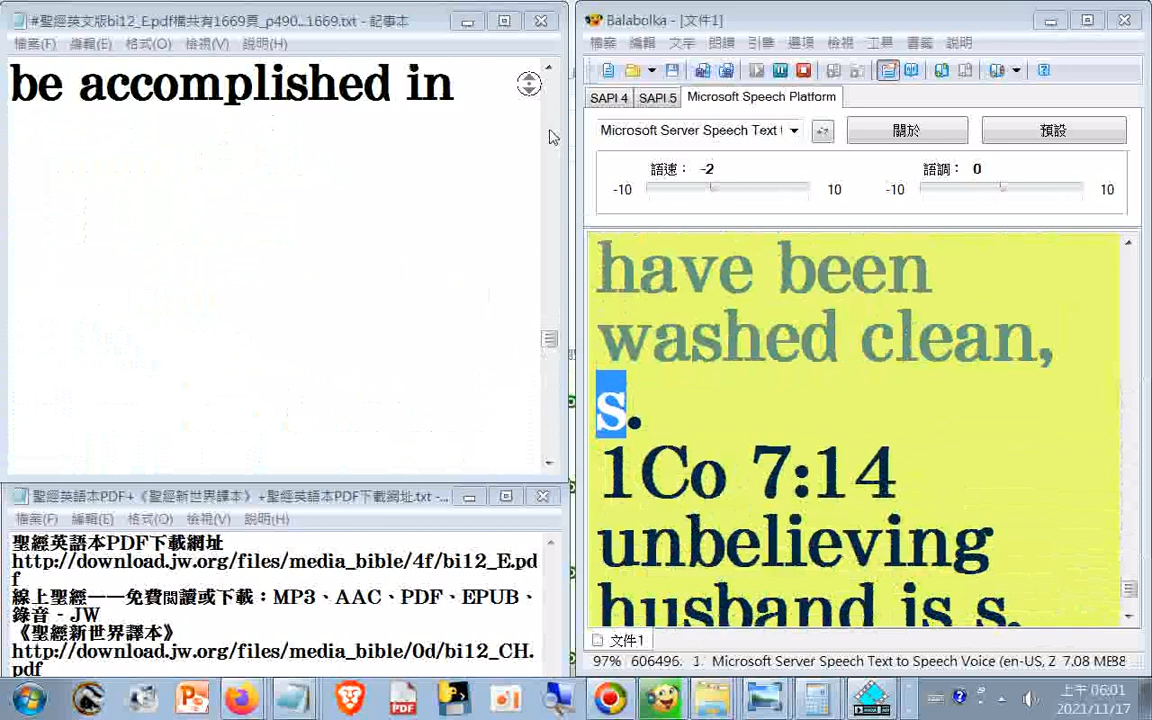 #聖經英文版bi12_E.pdf檔共有1669頁_p490...1669.txt - 記事本
檔案(F) 編輯(E) 格式(O) 檢視(V) 說明(H)
be accomplished in
聖經英語本PDF+《聖經新世界譯本》+聖經英語本PDF下載網址.txt - ...
檔案(F) 編輯(E) 格式(O) 檢視(V) 說明(H)
聖經英語本PDF下載網址
http://download.jw.org/files/media_bible/4f/bi12_E.pd
f
線上聖經——免費閱讀或下載：MP3、AAC、PDF、EPUB、
錄音 - JW
《聖經新世界譯本》
http://download.jw.org/files/media_bible/0d/bi12_CH.
pdf
Balabolka - [文件1]
檔案 編輯 文字 朗讀 引擎 選項 檢視 工具 書籤 說明
SAPI 4 SAPI 5 Microsoft Speech Platform
Microsoft Server Speech Text
關於 預設
語速： -2 語調： 0
-10 10 -10 10
have been
washed clean,
s.
1Co 7:14
unbelieving
husband is s.
文件1
97% 606496. 1. Microsoft Server Speech Text to Speech Voice (en-US, Z 7.08 MB
上午 06:01
2021/11/17